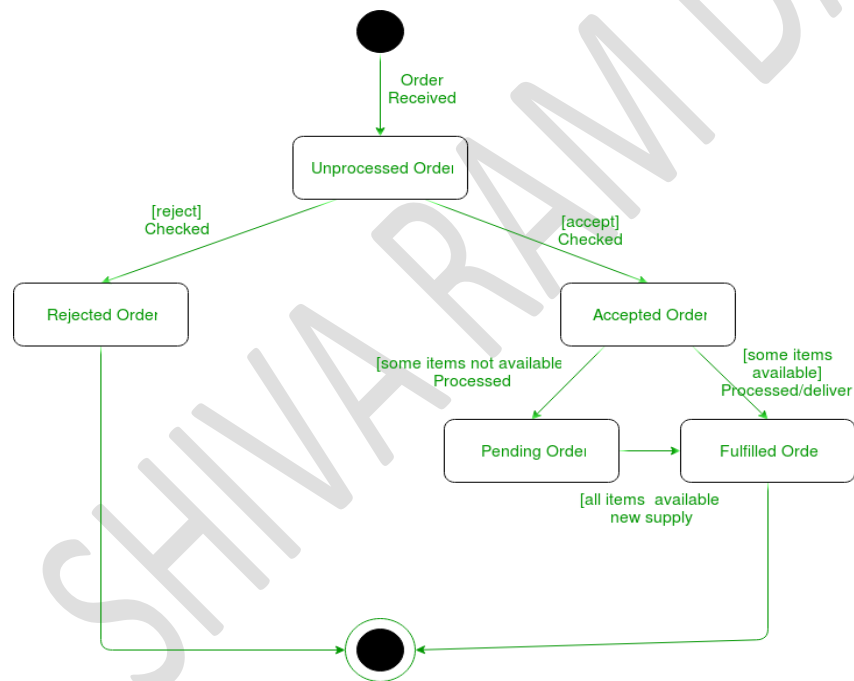 Order
Received
Unprocessed Order
[reject]
Checked
[accept]
Checked
Rejected Order
Accepted Order
[some items not available
Processed
[some items
available]
Processed/deliver
Pending Order
Fulfilled Orde
[all items available
new supply
SHIVA RAM DA